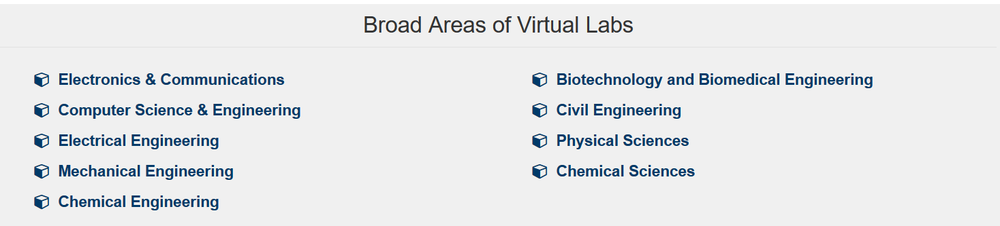 Broad Areas of Virtual Labs
Electronics & Communications
Computer Science & Engineering
Electrical Engineering
Mechanical Engineering
Chemical Engineering
Biotechnology and Biomedical Engineering
Civil Engineering
Physical Sciences
Chemical Sciences